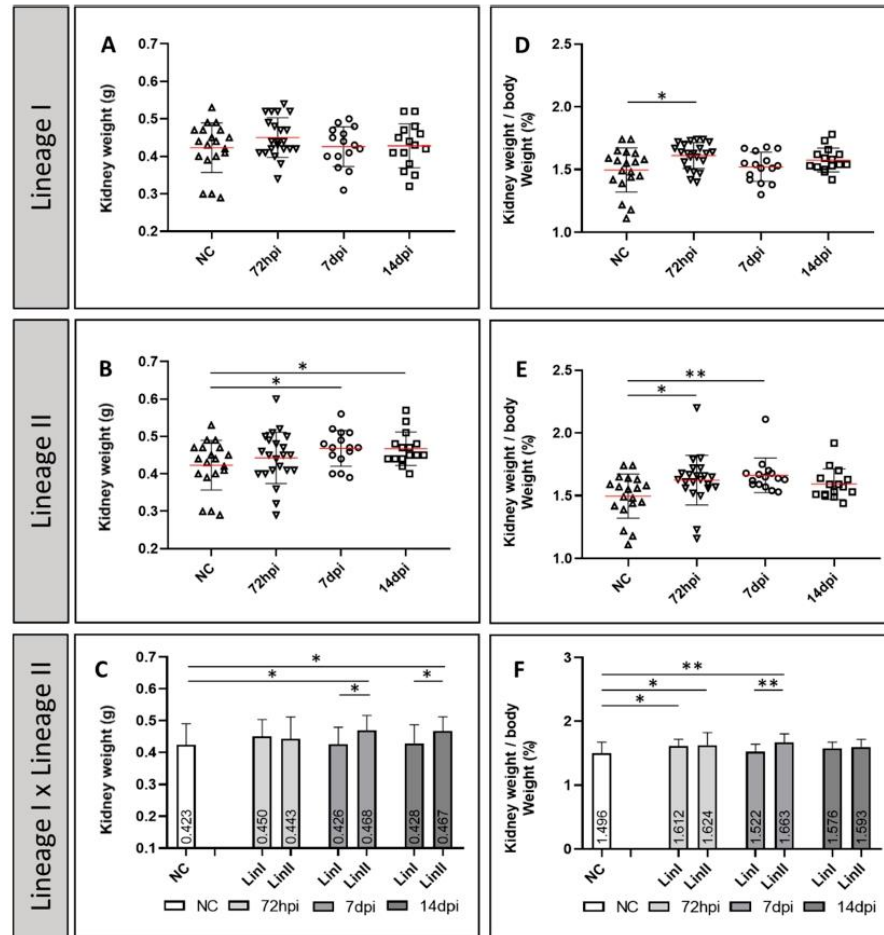 Lineage I
A
Kidney weight (g)
0.7
0.6
0.5
0.4
0.3
0.2
NC
72hpi
7dpi
14dpi
D
Kidney weight / body
Weight (%)
2.5
2.0
1.5
1.0
*
NC
72hpi
7dpi
14dpi
Lineage II
B
Kidney weight (g)
0.7
0.6
0.5
0.4
0.3
0.2
*
*
NC
72hpi
7dpi
14dpi
E
Kidney weight / body
Weight (%)
2.5
2.0
1.5
1.0
**
*
NC
72hpi
7dpi
14dpi
Lineage I x Lineage II
C
Kidney weight (g)
0.7
0.6
0.5
0.4
0.3
0.2
0.1
*
*
*
*
0.423
0.450
0.443
0.426
0.468
0.428
0.467
NC
LinI
LinII
LinI
LinII
LinI
LinII
NC 72hpi 7dpi 14dpi
F
Kidney weight / body
Weight (%)
3
2
1
0
**
*
**
*
1.496
1.612
1.624
1.522
1.663
1.576
1.593
NC
LinI
LinII
LinI
LinII
LinI
LinII
NC 72hpi 7dpi 14dpi